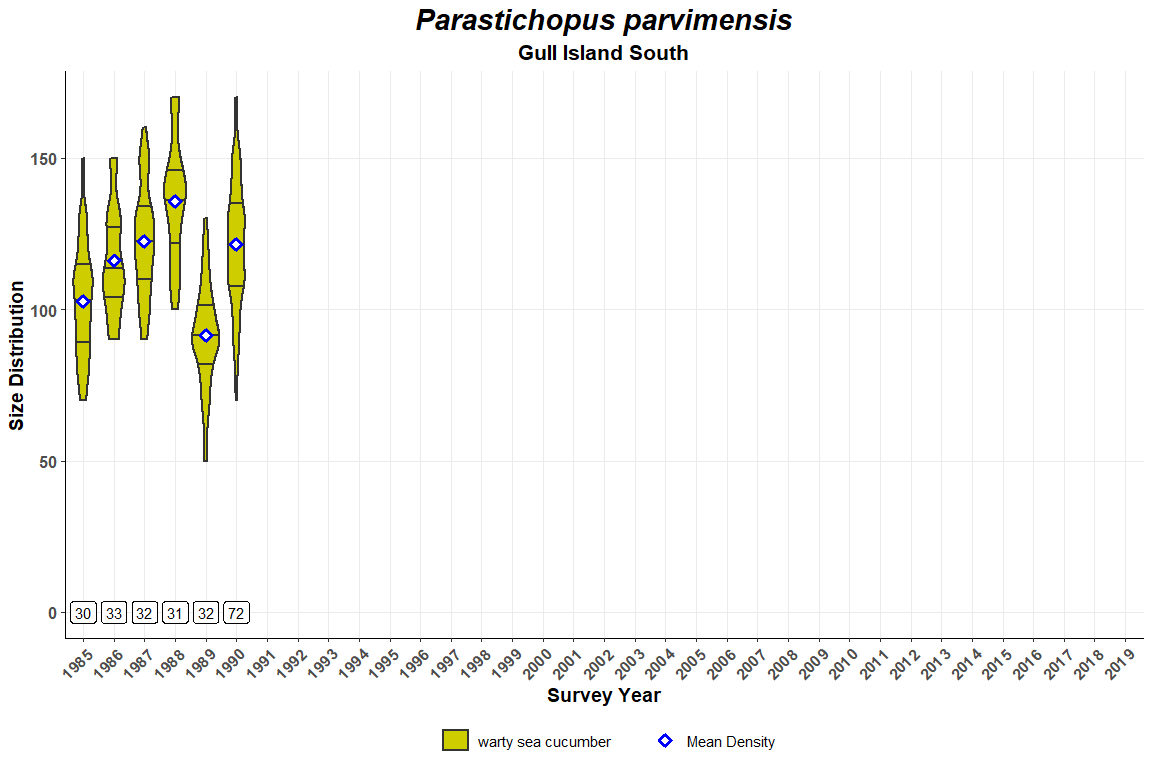 Parastichopus parvimensis
Gull Island South
Size Distribution
150
100
50
0
30 33 32 31 32 72
1985 1986 1987 1988 1989 1990 1991 1992 1993 1994 1995 1996 1997 1998 1999 2000 2001 2002 2003 2004 2005 2006 2007 2008 2009 2010 2011 2012 2013 2014 2015 2016 2017 2018 2019
Survey Year
warty sea cucumber Mean Density